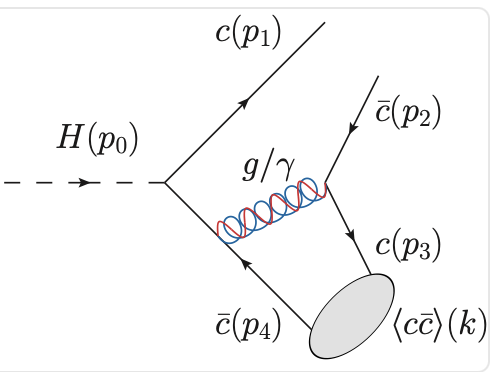 c(p₁)
c̄(p₂)
H(p₀)
g/γ
c(p₃)
c̄(p₄)
⟨cc̄⟩(k)